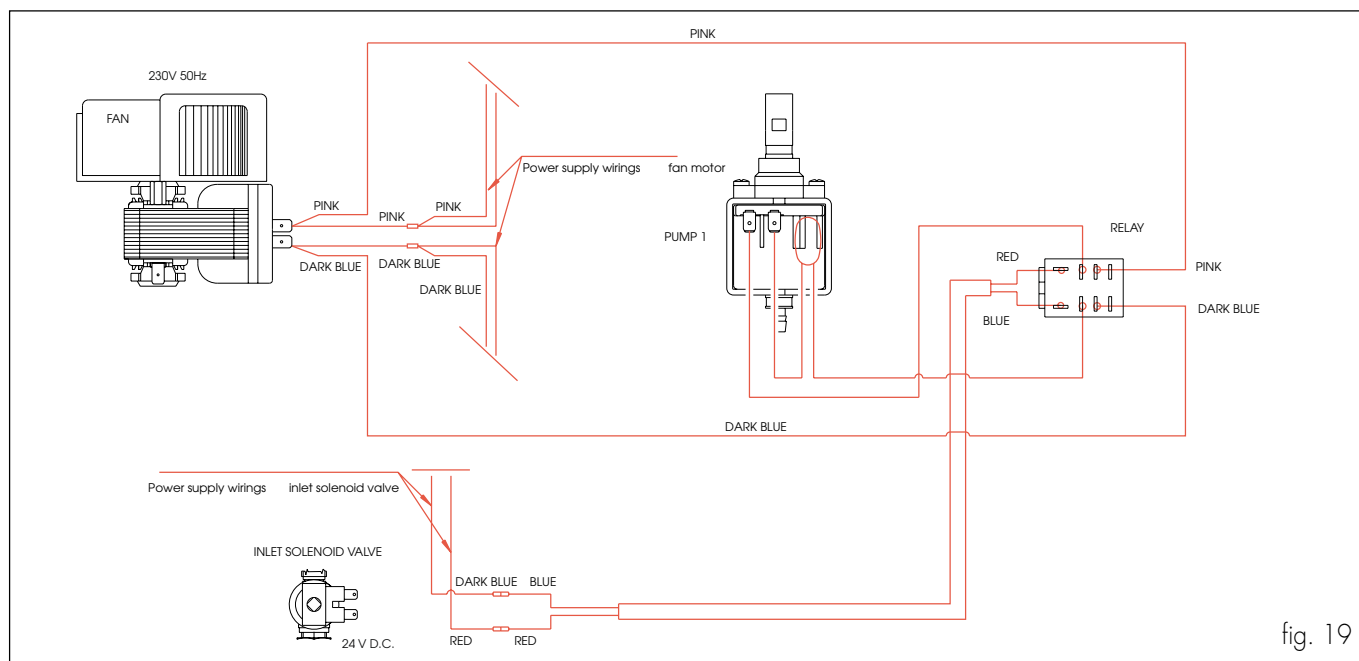 PINK
230V 50Hz
FAN
Power supply wirings fan motor
PINK
PINK
PINK
PUMP 1
RELAY
RED
PINK
DARK BLUE
DARK BLUE
DARK BLUE
BLUE
DARK BLUE
DARK BLUE
Power supply wirings inlet solenoid valve
INLET SOLENOID VALVE
DARK BLUE
BLUE
24 V D.C.
RED
RED
fig. 19